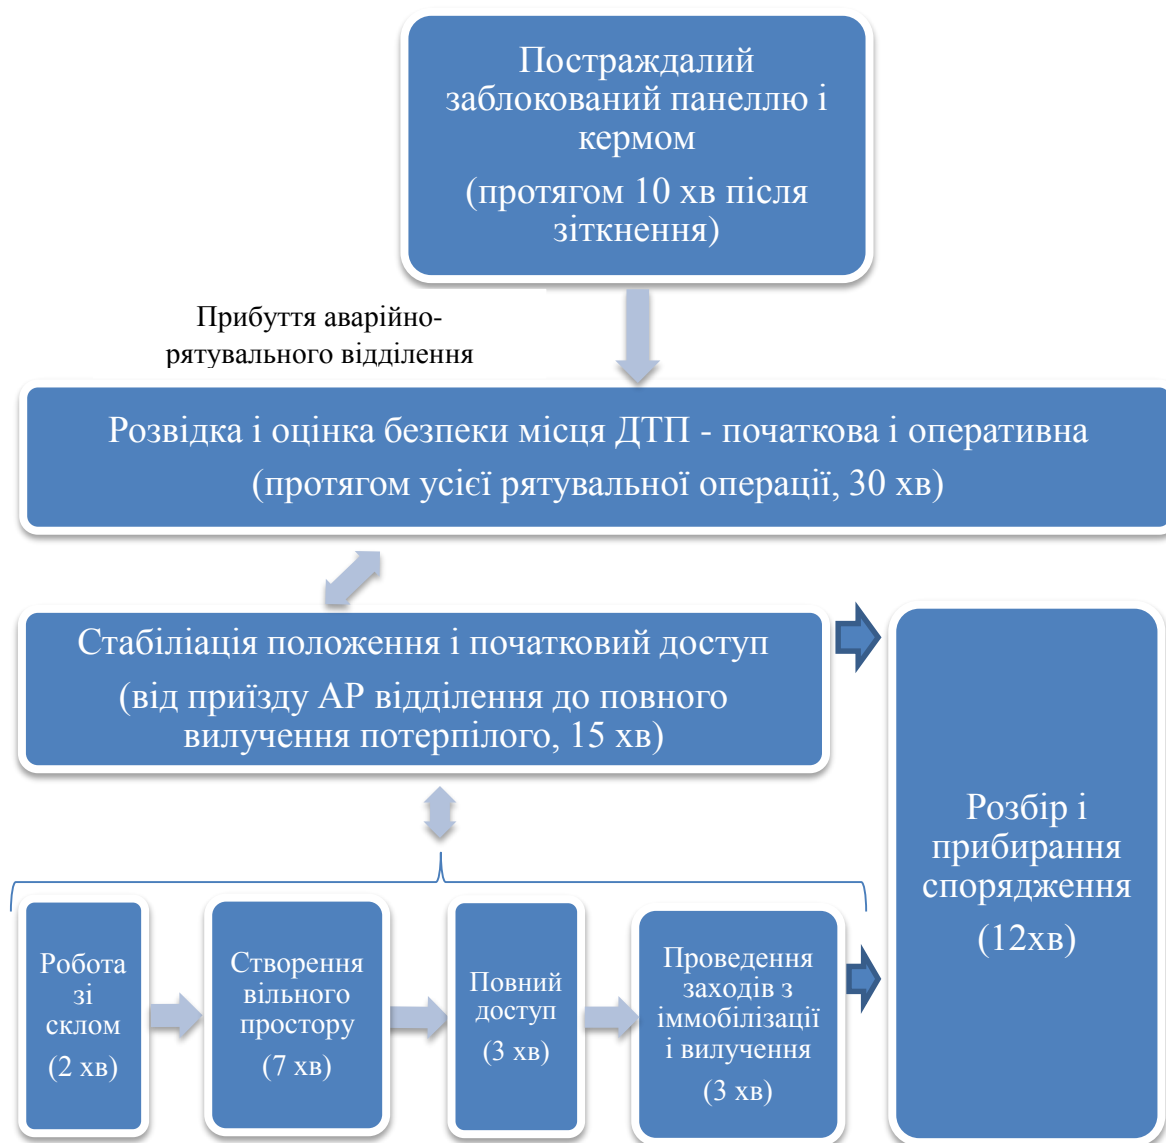 Постраждалий
заблокований панеллю і
кермом
(протягом 10 хв після
зіткнення)
Прибуття аварійно-
рятувального відділення
Розвідка і оцінка безпеки місця ДТП - початкова і оперативна
(протягом усієї рятувальної операції, 30 хв)
Стабіліація положення і початковий доступ
(від приїзду АР відділення до повного
вилучення потерпілого, 15 хв)
Розбір і
прибирання
спорядження
(12хв)
Робота
зі
склом
(2 хв)
Створення
вільного
простору
(7 хв)
Повний
доступ
(3 хв)
Проведення
заходів з
іммобілізації
і вилучення
(3 хв)